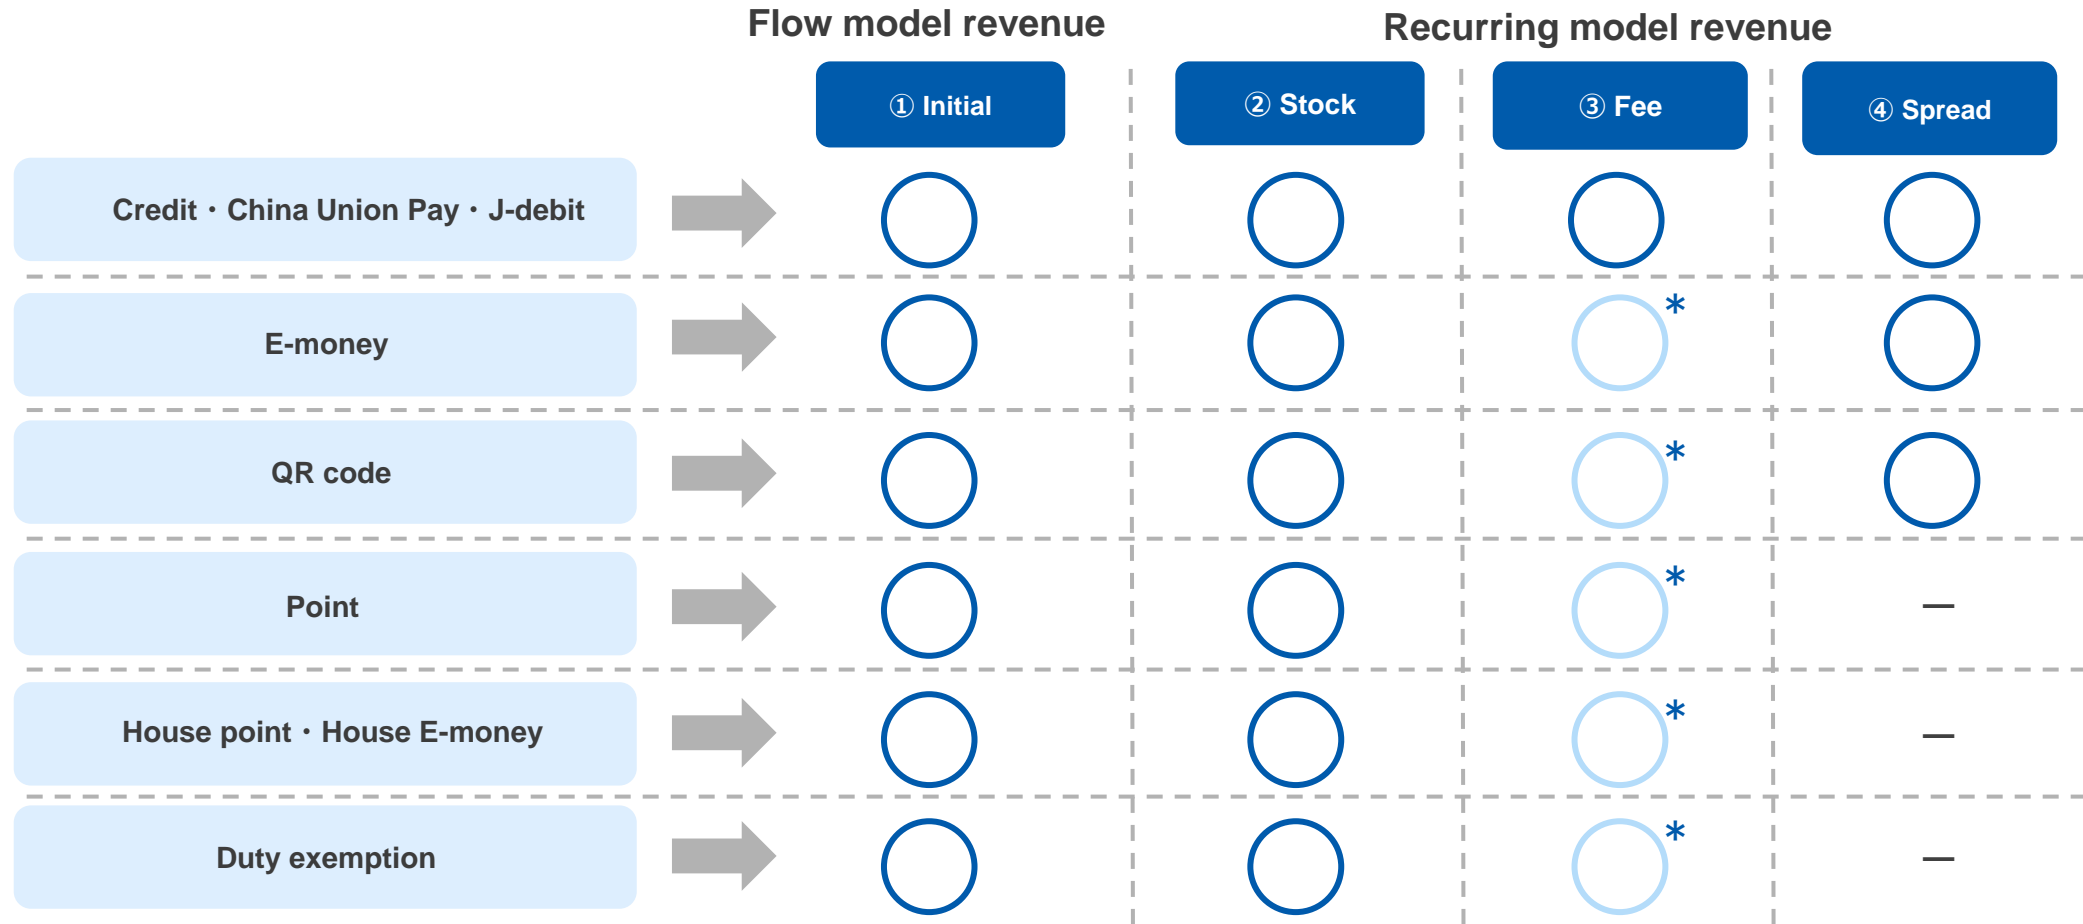 Flow model revenue
Recurring model revenue
① Initial
② Stock
③ Fee
④ Spread
Credit・China Union Pay・J-debit
E-money
*
QR code
*
Point
*
—
House point・House E-money
*
—
Duty exemption
*
—